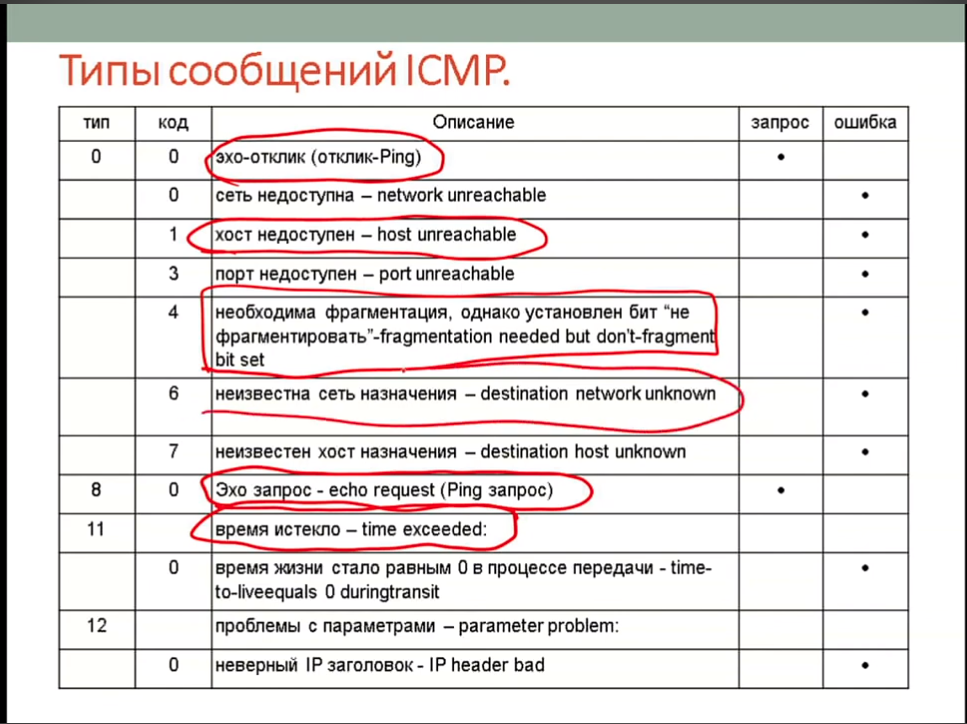 Типы сообщений ICMP.
тип код Описание запрос ошибка
0 0 эхо-отклик (отклик-Ping) •
0 сеть недоступна – network unreachable •
1 хост недоступен – host unreachable •
3 порт недоступен – port unreachable •
4 необходима фрагментация, однако установлен бит “не •
фрагментировать”-fragmentation needed but don’t-fragment
bit set
6 неизвестна сеть назначения – destination network unknown •
7 неизвестен хост назначения – destination host unknown •
8 0 Эхо запрос - echo request (Ping запрос) •
11 время истекло – time exceeded:
0 время жизни стало равным 0 в процессе передачи - time- •
to-liveequals 0 duringtransit
12 проблемы с параметрами – parameter problem:
0 неверный IP заголовок - IP header bad •